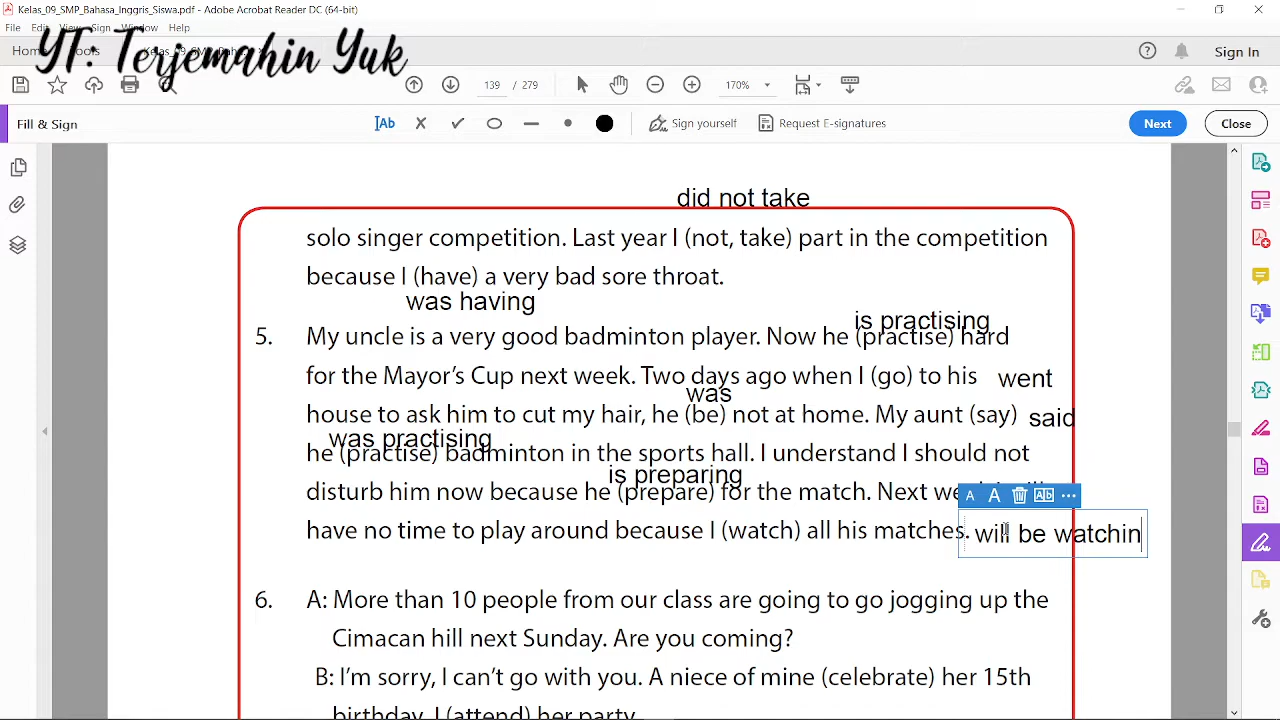 Kelas_09_SMP_Bahasa_Inggris_Siswa.pdf - Adobe Acrobat Reader DC (64-bit)
File Edit View Sign Window Help
YT: Terjemahin Yuk
Home Tools Sign In
139 / 279 170%
Fill & Sign Ab Sign yourself Request E-signatures Next Close
did not take
solo singer competition. Last year I (not, take) part in the competition
because I (have) a very bad sore throat.
was having
is practising
5. My uncle is a very good badminton player. Now he (practise) hard
for the Mayor's Cup next week. Two days ago when I (go) to his went
was
house to ask him to cut my hair, he (be) not at home. My aunt (say) said
was practising
he (practise) badminton in the sports hall. I understand I should not
is preparing
disturb him now because he (prepare) for the match. Next
A A Ab
have no time to play around because I (watch) all his matches. will be watchin
6. A: More than 10 people from our class are going to go jogging up the
Cimacan hill next Sunday. Are you coming?
B: I'm sorry, I can't go with you. A niece of mine (celebrate) her 15th
birthday. I (attend) her party.